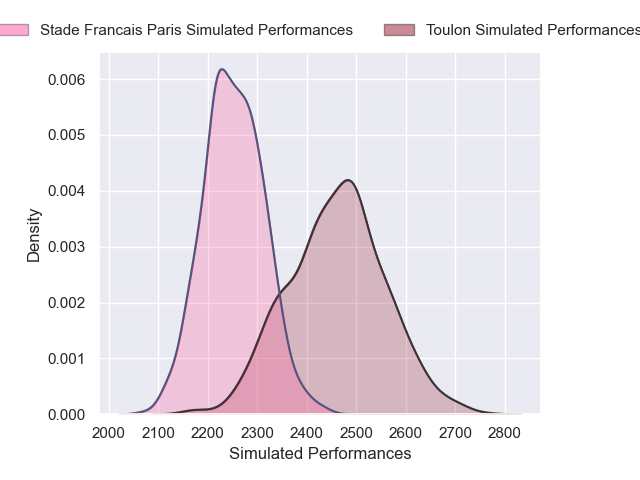 Stade Francais Paris Simulated Performances Toulon Simulated Performances
0.006
0.005
0.004
0.003
0.002
0.001
0.000
Density
2000 2100 2200 2300 2400 2500 2600 2700 2800
Simulated Performances